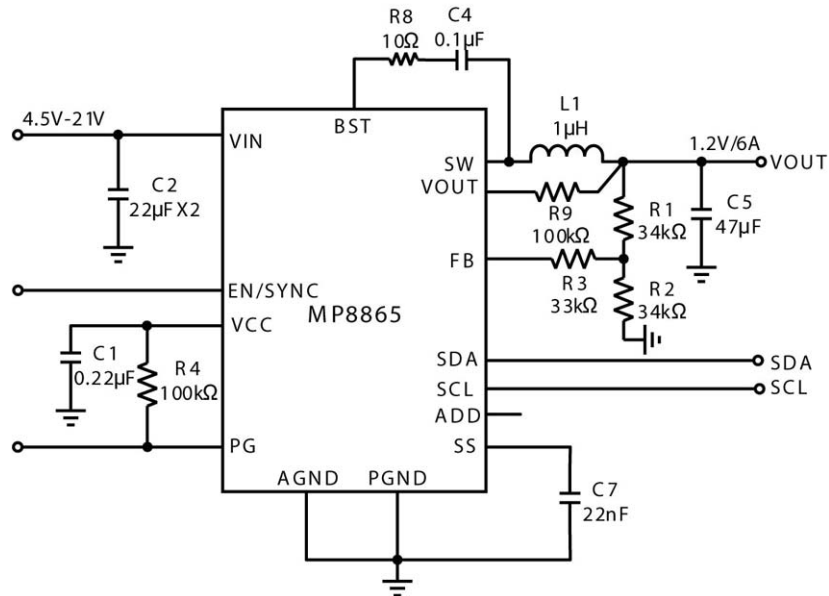 R8
10Ω
C4
0.1µF
4.5V-21V
VIN
BST
L1
1µH
1.2V/6A
VOUT
SW
VOUT
C2
22µFX2
R9
100kΩ
R1
34kΩ
C5
47µF
FB
R3
33kΩ
R2
34kΩ
EN/SYNC
MP8865
VCC
C1
0.22µF
R4
100kΩ
SDA
SDA
SCL
SCL
ADD
PG
SS
AGND
PGND
C7
22nF